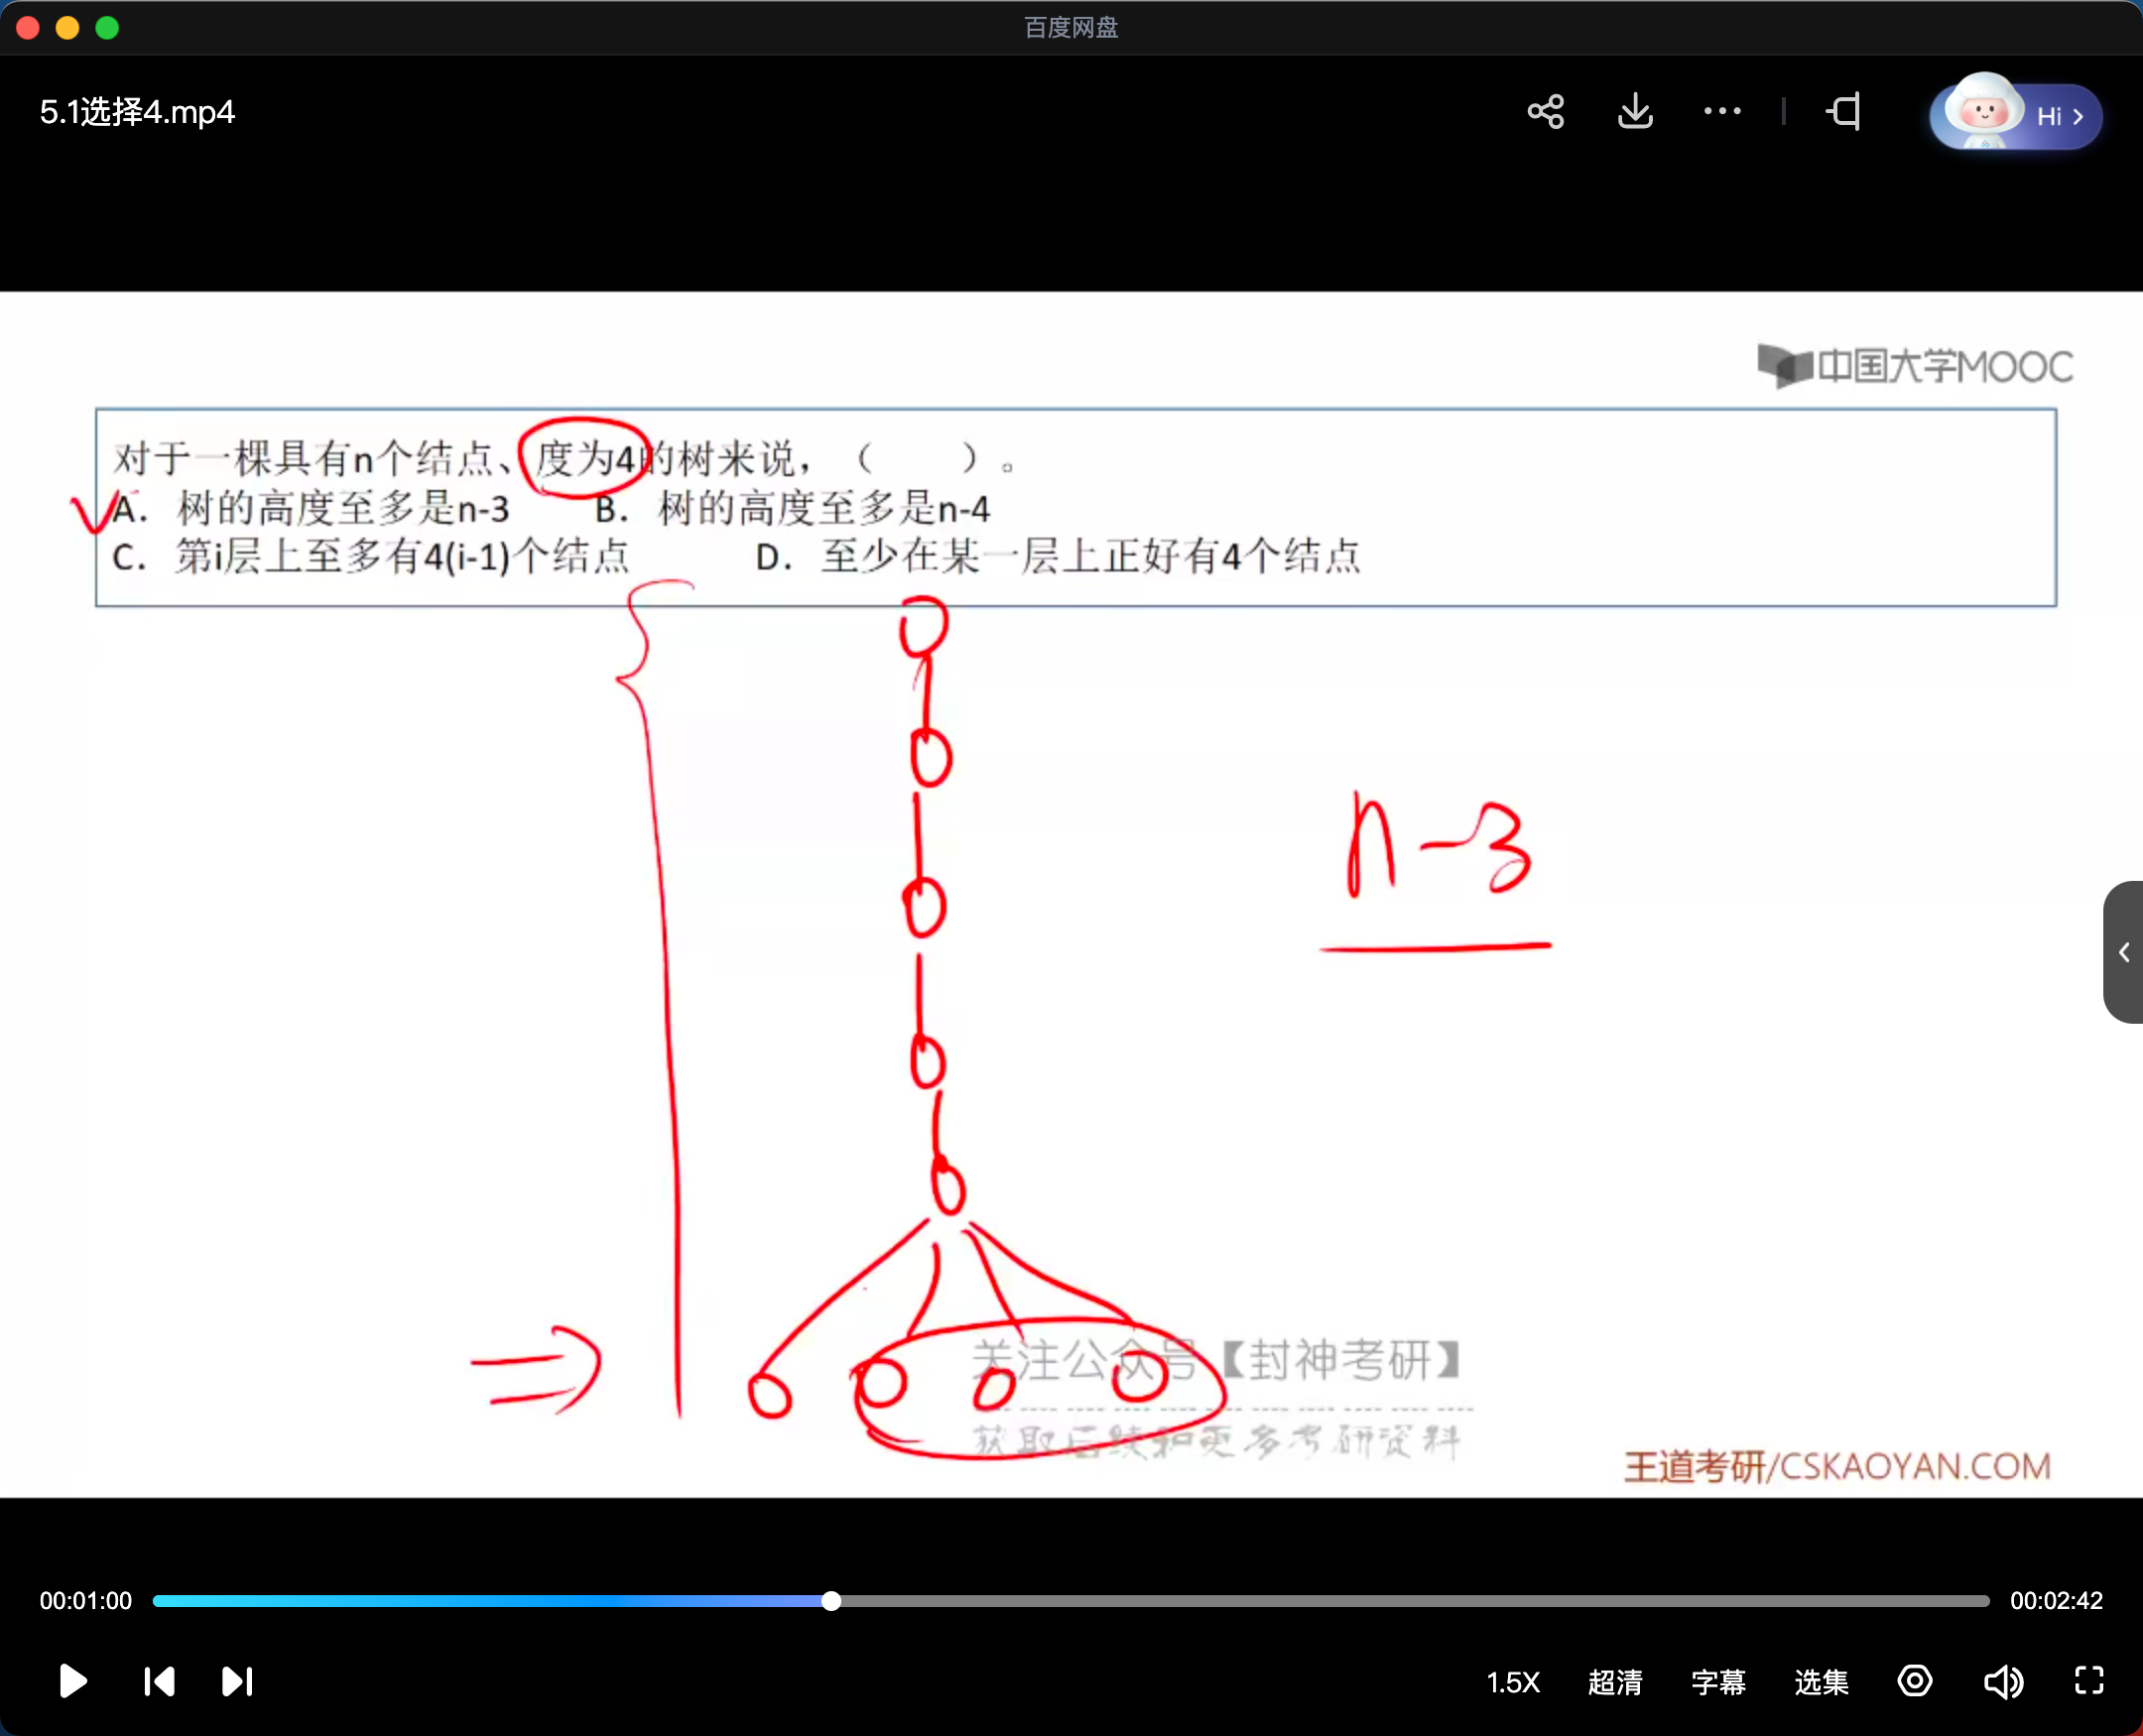 百度网盘
5.1选择4.mp4
Hi
中国大学MOOC
对于一棵具有n个结点、度为4的树来说，（　　）。
A. 树的高度至多是n-3　　B. 树的高度至多是n-4
C. 第i层上至多有4(i-1)个结点　　D. 至少在某一层上正好有4个结点
n-3
关注公众号【封神考研】
获取后续和更多考研资料
王道考研/CSKAOYAN.COM
00:01:00
00:02:42
1.5X 超清 字幕 选集